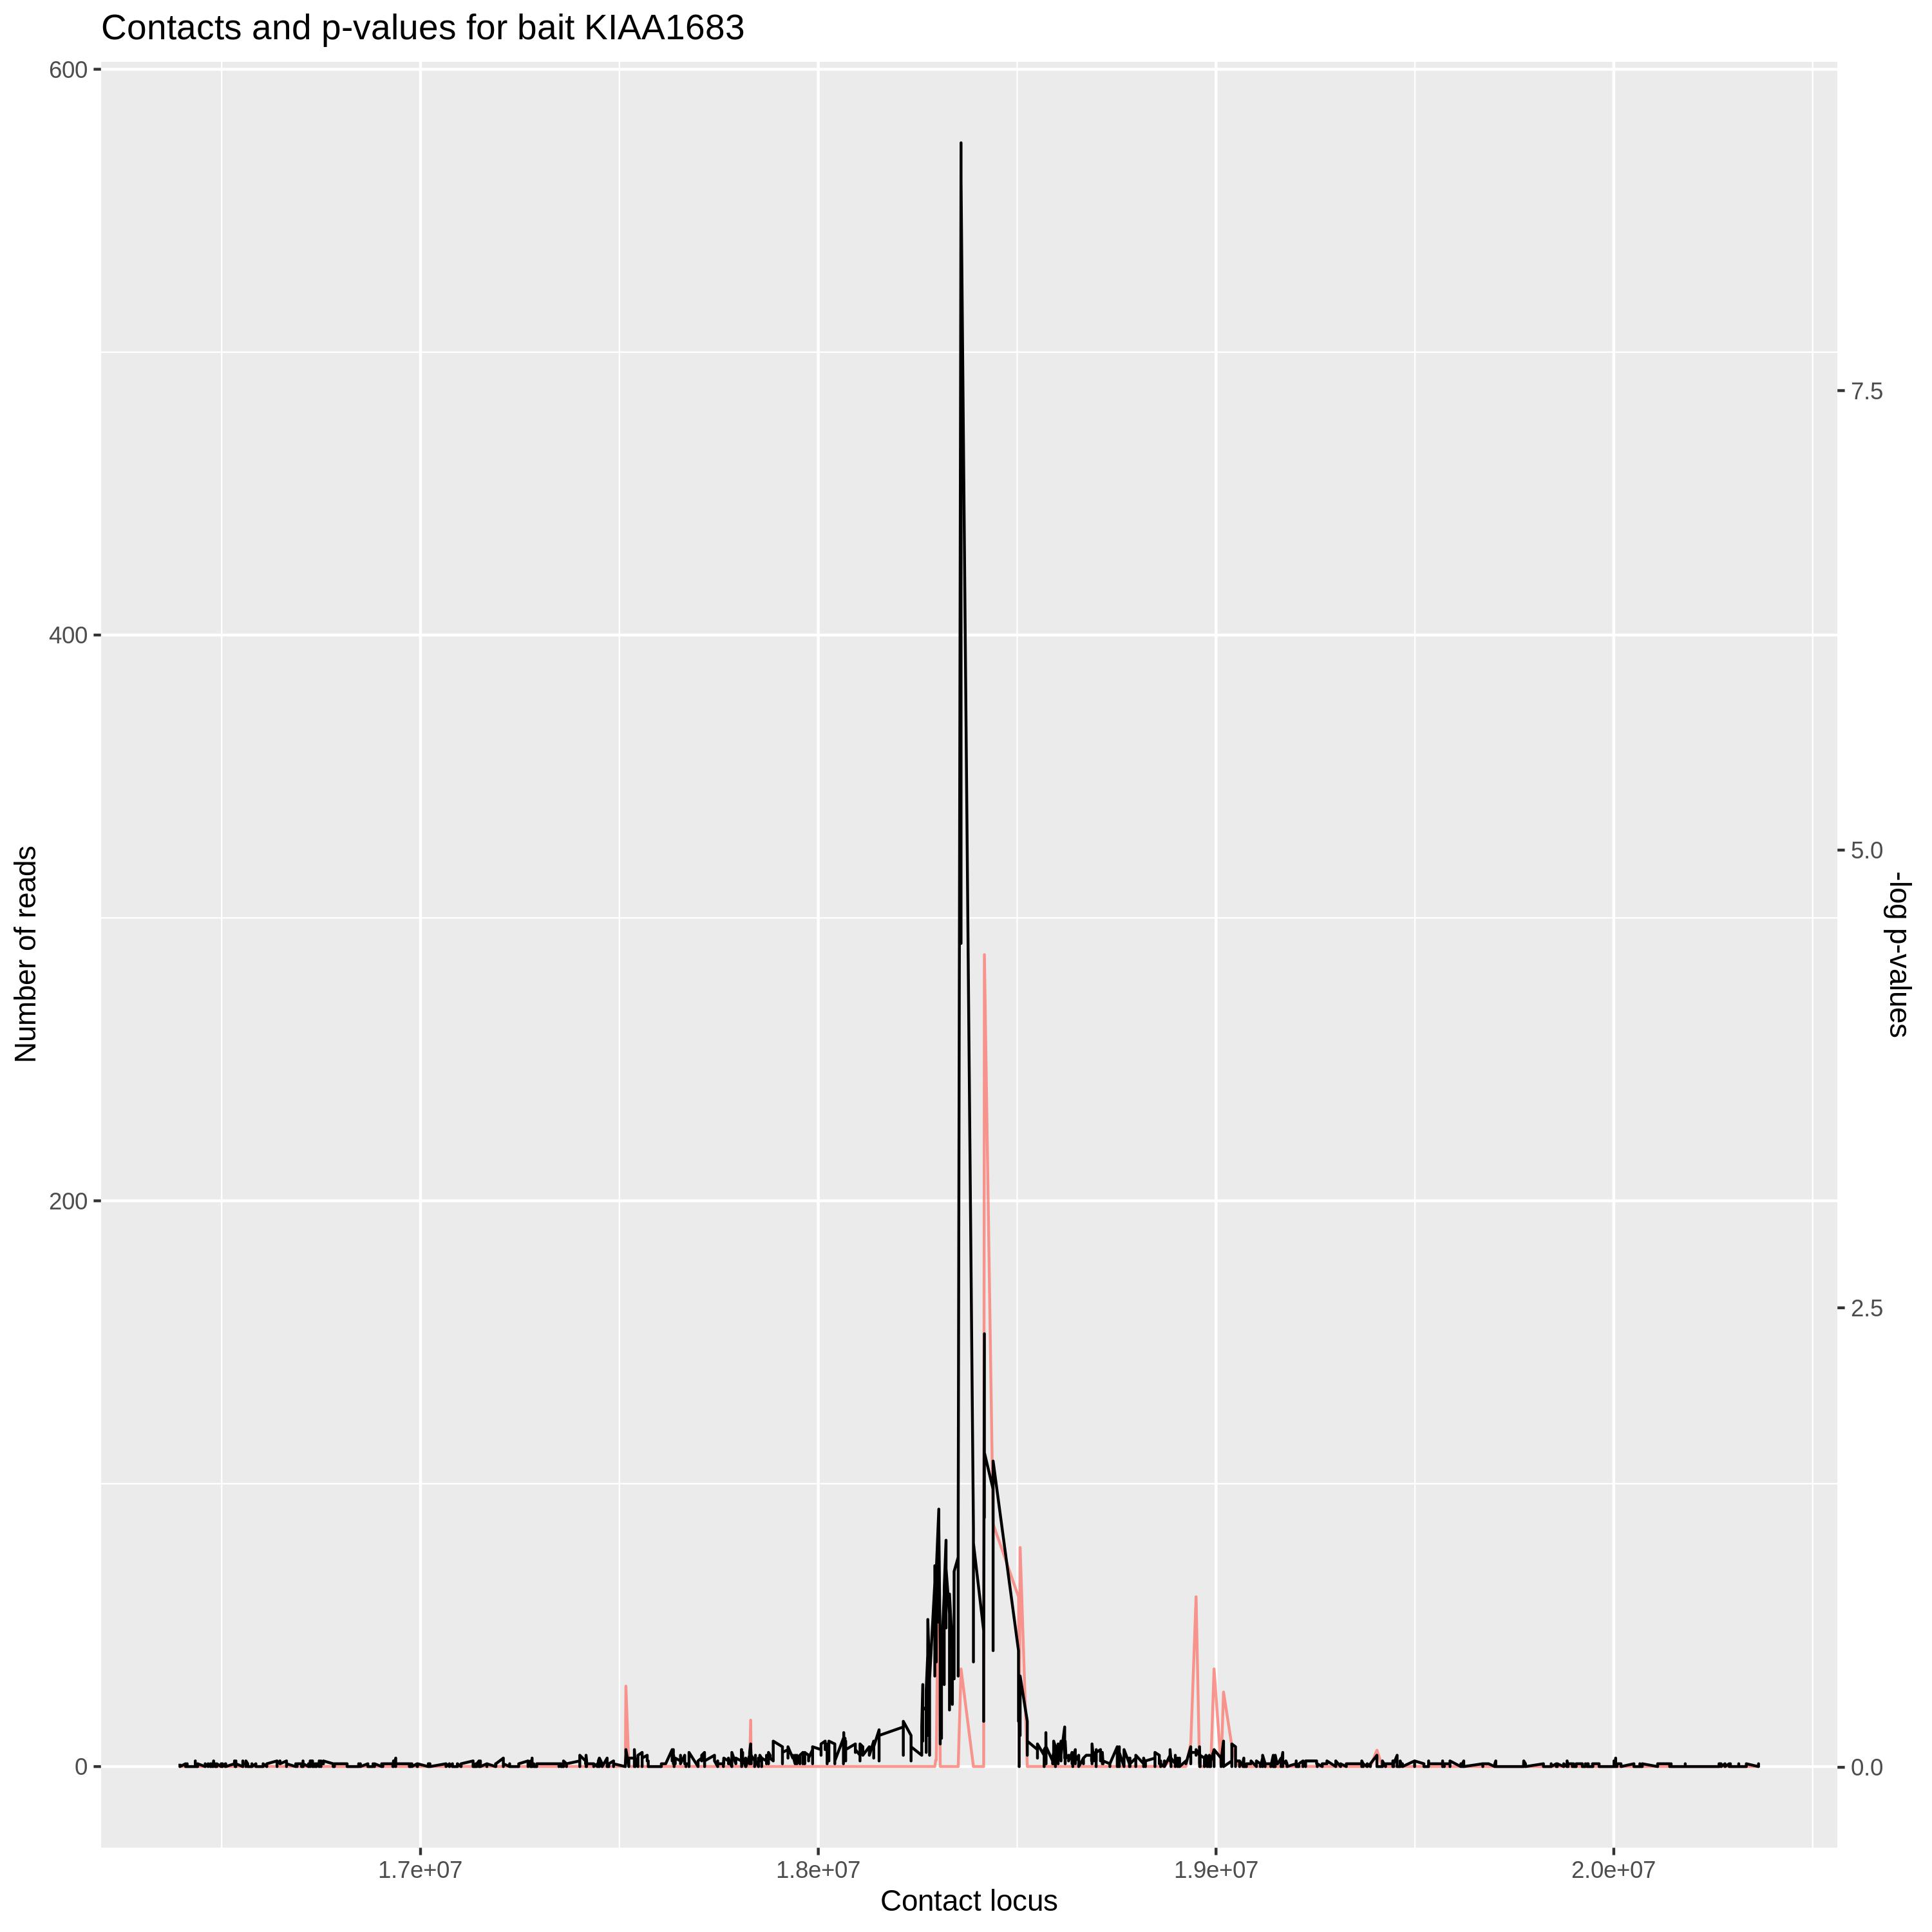 Contacts and p-values for bait KIAA1683
600
400
200
0
Number of reads
7.5
5.0
2.5
0.0
-log p-values
1.7e+07
1.8e+07
1.9e+07
2.0e+07
Contact locus